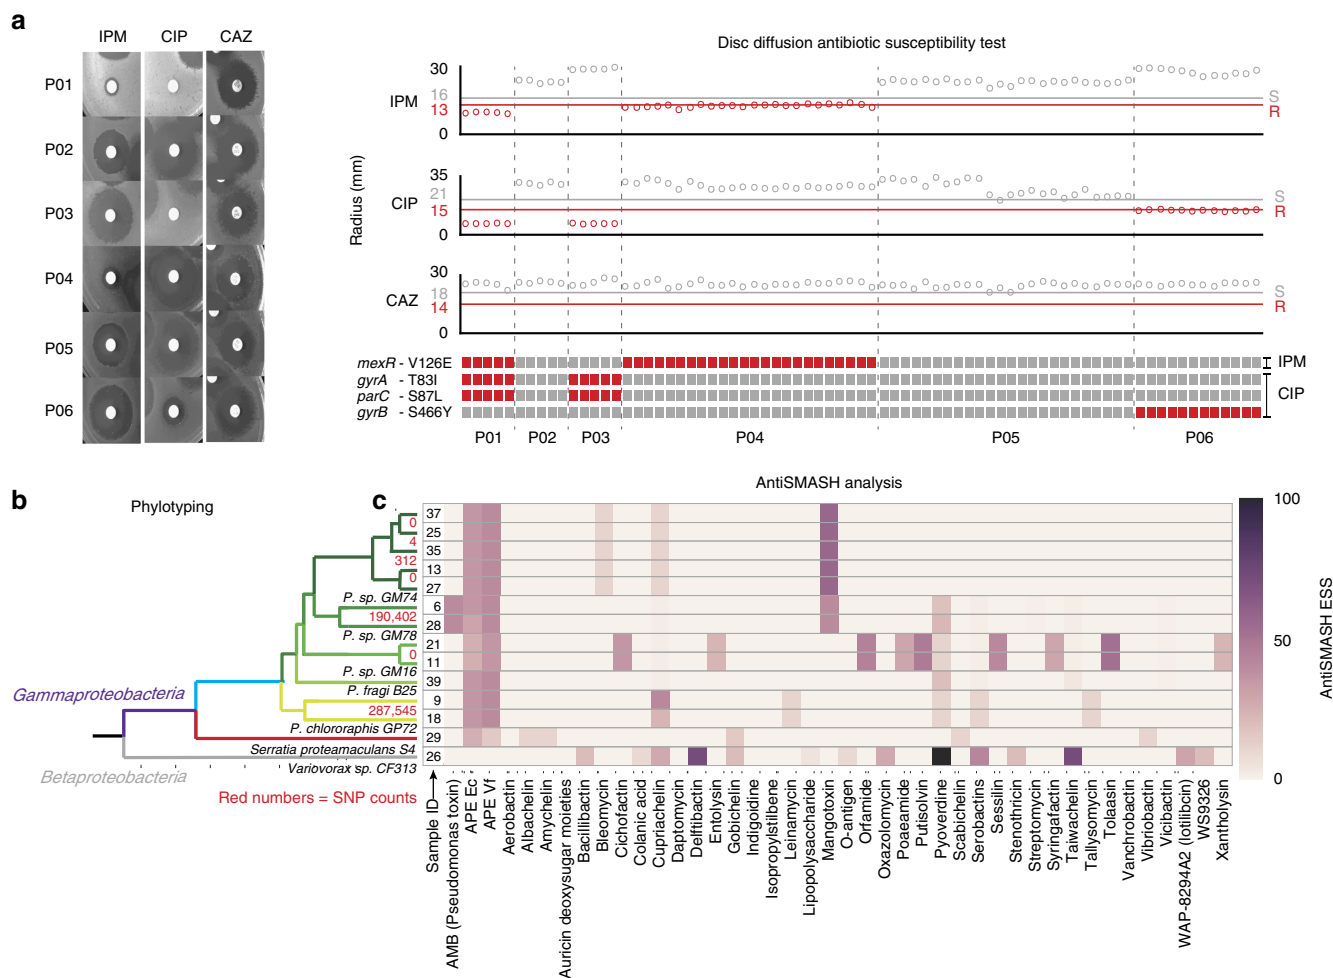 a
IPM CIP CAZ
P01
P02
P03
P04
P05
P06
Disc diffusion antibiotic susceptibility test
Radius (mm)
IPM
30
16
13
0
S
R
CIP
35
21
15
0
S
R
CAZ
30
18
14
0
S
R
mexR - V126E
gyrA - T83I
parC - S87L
gyrB - S466Y
IPM
CIP
P01 P02 P03 P04 P05 P06
b
Phylotyping
Gammaproteobacteria
Betaproteobacteria
0
4
312
0
P. sp. GM74
190,402
P. sp. GM78
0
P. sp. GM16
P. fragi B25
287,545
P. chlororaphis GP72
Serratia proteamaculans S4
Variovorax sp. CF313
Red numbers = SNP counts
c
AntiSMASH analysis
37
25
35
13
27
6
28
21
11
39
9
18
29
26
Sample ID
AMB (Pseudomonas toxin)
APE Ec
APE Vf
Aerobactin
Albachelin
Amychelin
Auricin deoxysugar moieties
Bacillibactin
Bleomycin
Cichofactin
Colanic acid
Cupriachelin
Daptomycin
Delftibactin
Entolysin
Gobichelin
Indigoidine
Isopropylstilbene
Leinamycin
Lipopolysaccharide
Mangotoxin
O-antigen
Orfamide
Oxazolomycin
Poaeamide
Putisolvin
Pyoverdine
Scabichelin
Serobactins
Sessilin
Stenothricin
Streptomycin
Syringafactin
Taiwachelin
Tallysomycin
Tolaasin
Vanchrobactin
Vibriobactin
Vicibactin
WAP-8294A2 (lotilibcin)
WS9326
Xantholysin
100
50
0
AntiSMASH ESS